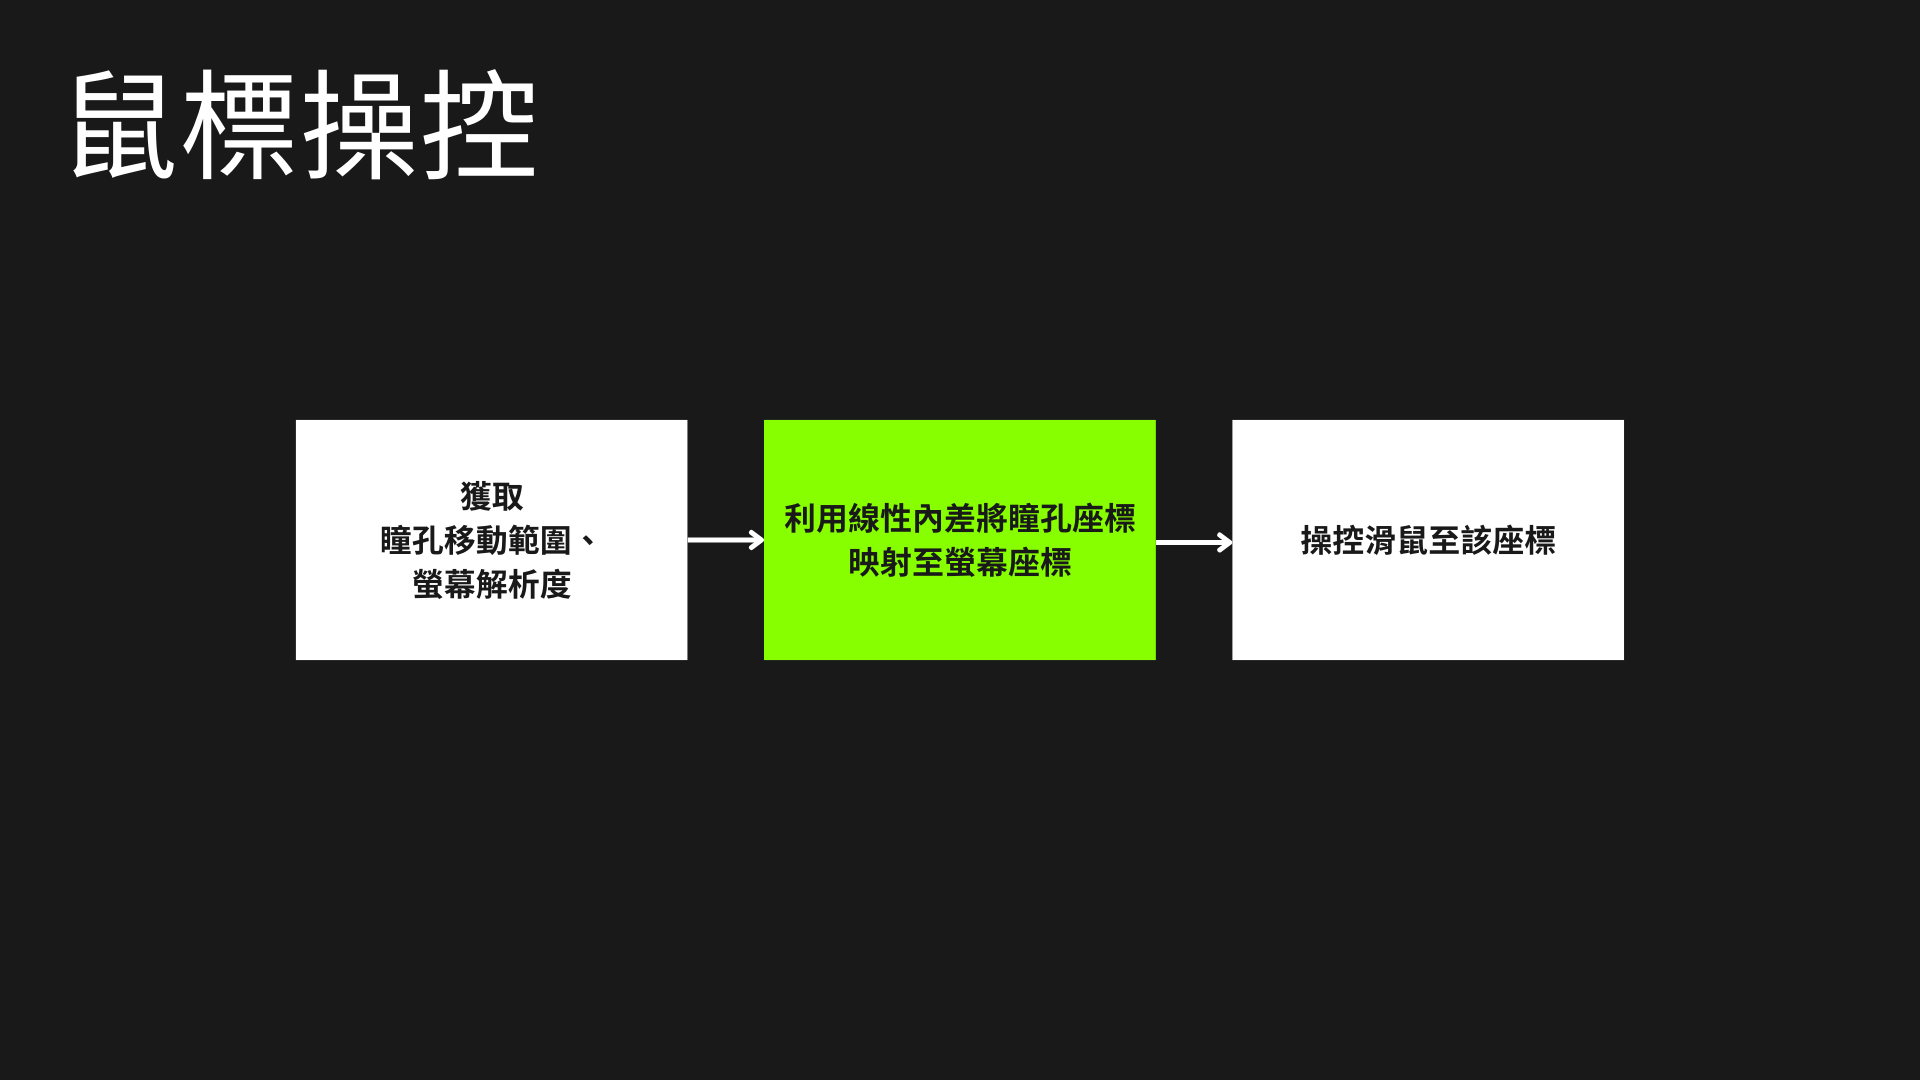 鼠標操控
獲取
瞳孔移動範圍、
螢幕解析度
利用線性內差將瞳孔座標
映射至螢幕座標
操控滑鼠至該座標